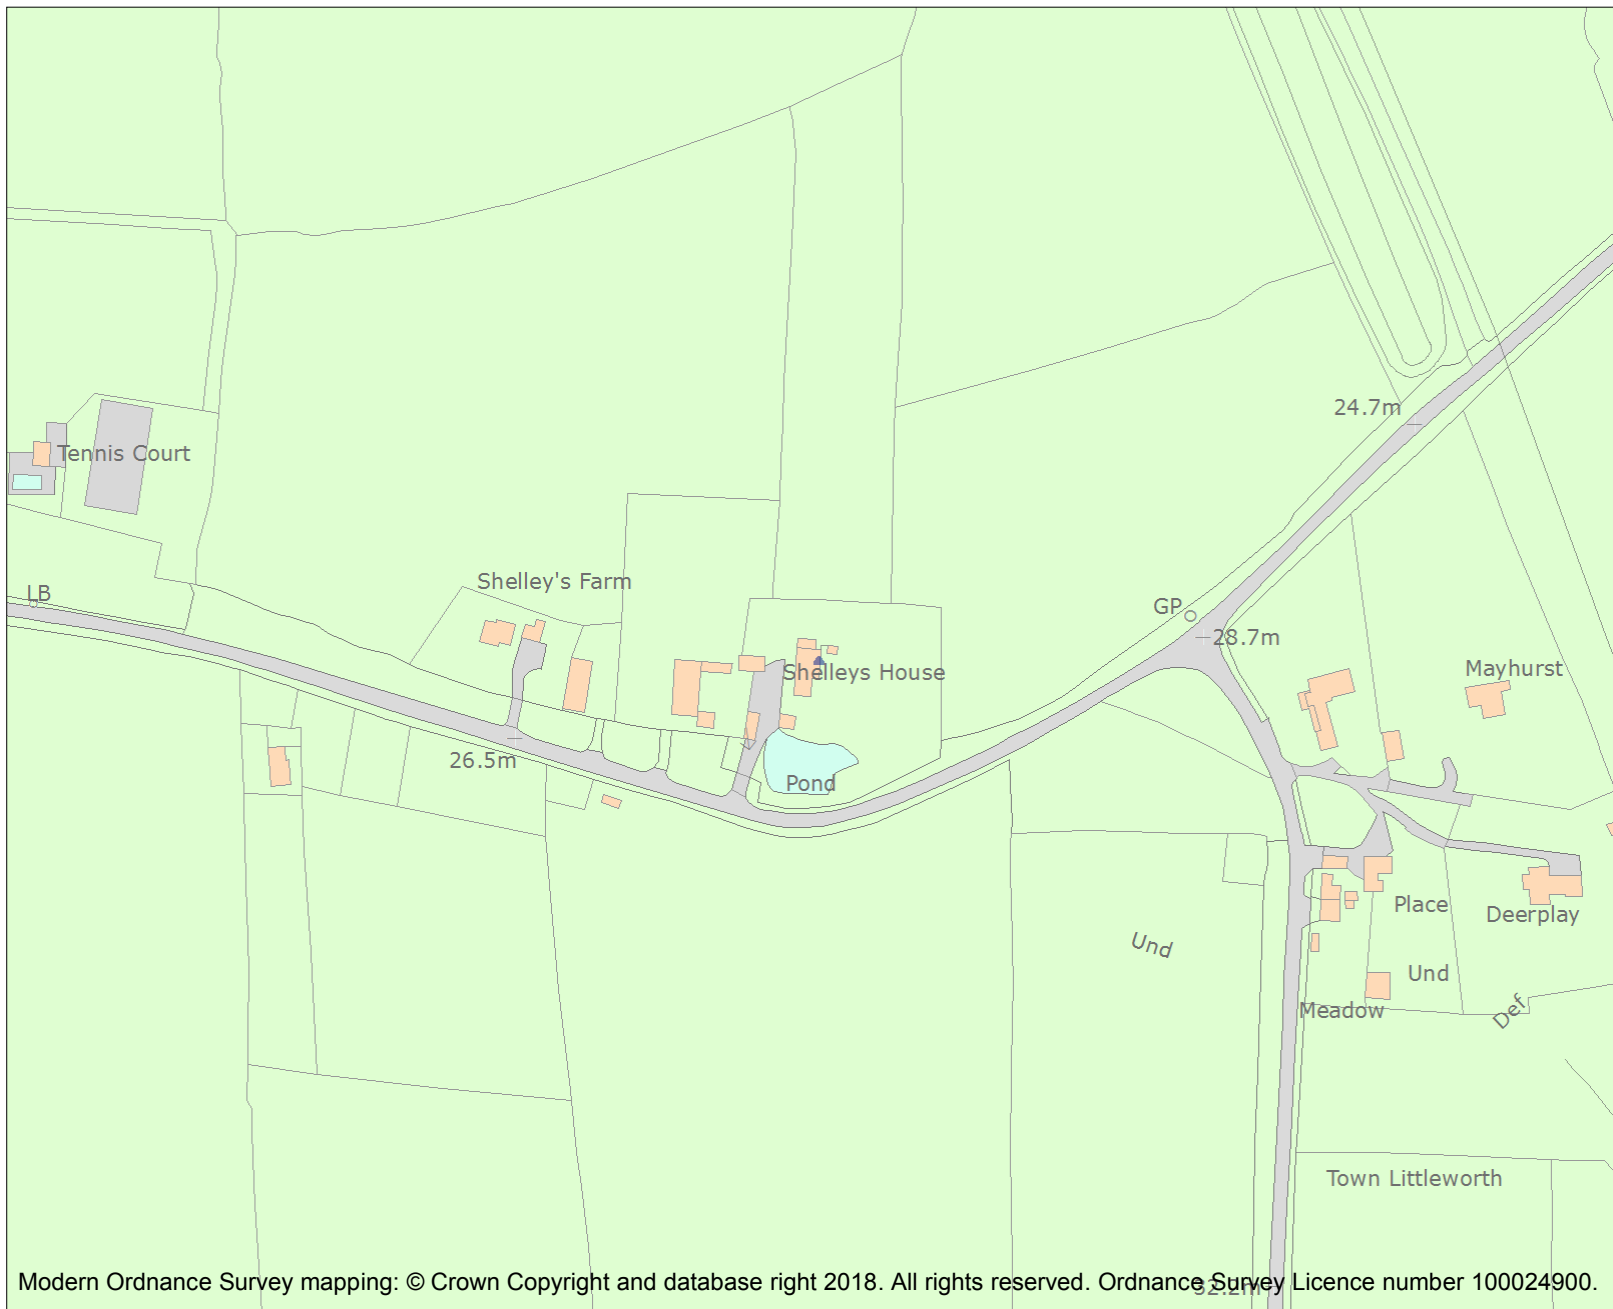 24.7m
Tennis Court
Shelley's Farm
LB
GP
28.7m
Shelleys House
Mayhurst
26.5m
Pond
Place
Deerplay
Und
Und
Meadow
Def
Town Littleworth
32.2m
Modern Ordnance Survey mapping: © Crown Copyright and database right 2018. All rights reserved. Ordnance Survey Licence number 100024900.